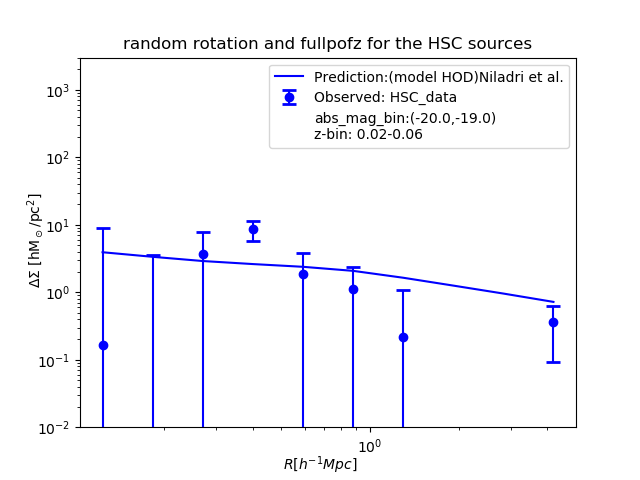 random rotation and fullpofz for the HSC sources
Prediction:(model HOD)Niladri et al.
Observed: HSC_data
abs_mag_bin:(-20.0,-19.0)
z-bin: 0.02-0.06
10³
10²
10¹
10⁰
10⁻¹
10⁻²
ΔΣ [hM⊙/pc²]
10⁰
R[h⁻¹Mpc]